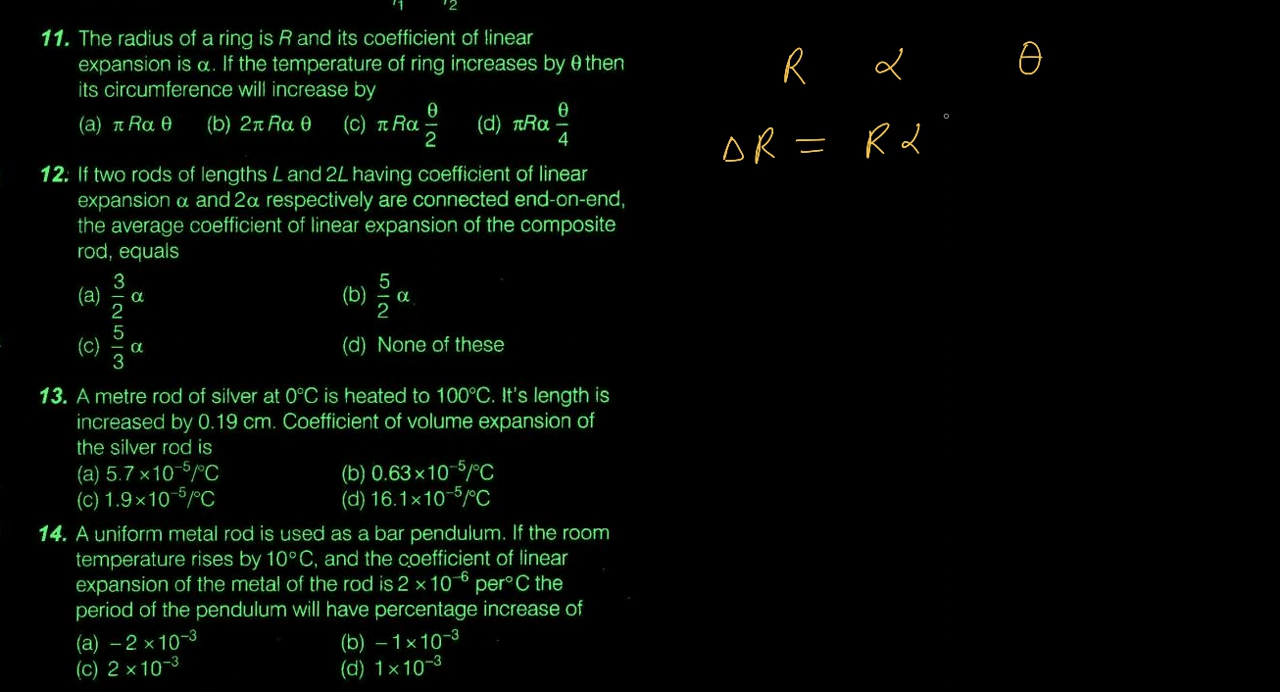 11. The radius of a ring is R and its coefficient of linear
expansion is α. If the temperature of ring increases by θ then
its circumference will increase by
(a) π Rα θ (b) 2π Rα θ (c) π Rα θ/2 (d) πRα θ/4
12. If two rods of lengths L and 2L having coefficient of linear
expansion α and 2α respectively are connected end-on-end,
the average coefficient of linear expansion of the composite
rod, equals
(a) 3/2 α (b) 5/2 α
(c) 5/3 α (d) None of these
13. A metre rod of silver at 0°C is heated to 100°C. It's length is
increased by 0.19 cm. Coefficient of volume expansion of
the silver rod is
(a) 5.7 ×10⁻⁵/°C (b) 0.63×10⁻⁵/°C
(c) 1.9×10⁻⁵/°C (d) 16.1×10⁻⁵/°C
14. A uniform metal rod is used as a bar pendulum. If the room
temperature rises by 10°C, and the coefficient of linear
expansion of the metal of the rod is 2 × 10⁻⁶ per°C the
period of the pendulum will have percentage increase of
(a) – 2 ×10⁻³ (b) – 1×10⁻³
(c) 2 ×10⁻³ (d) 1×10⁻³
R α θ
ΔR = Rα